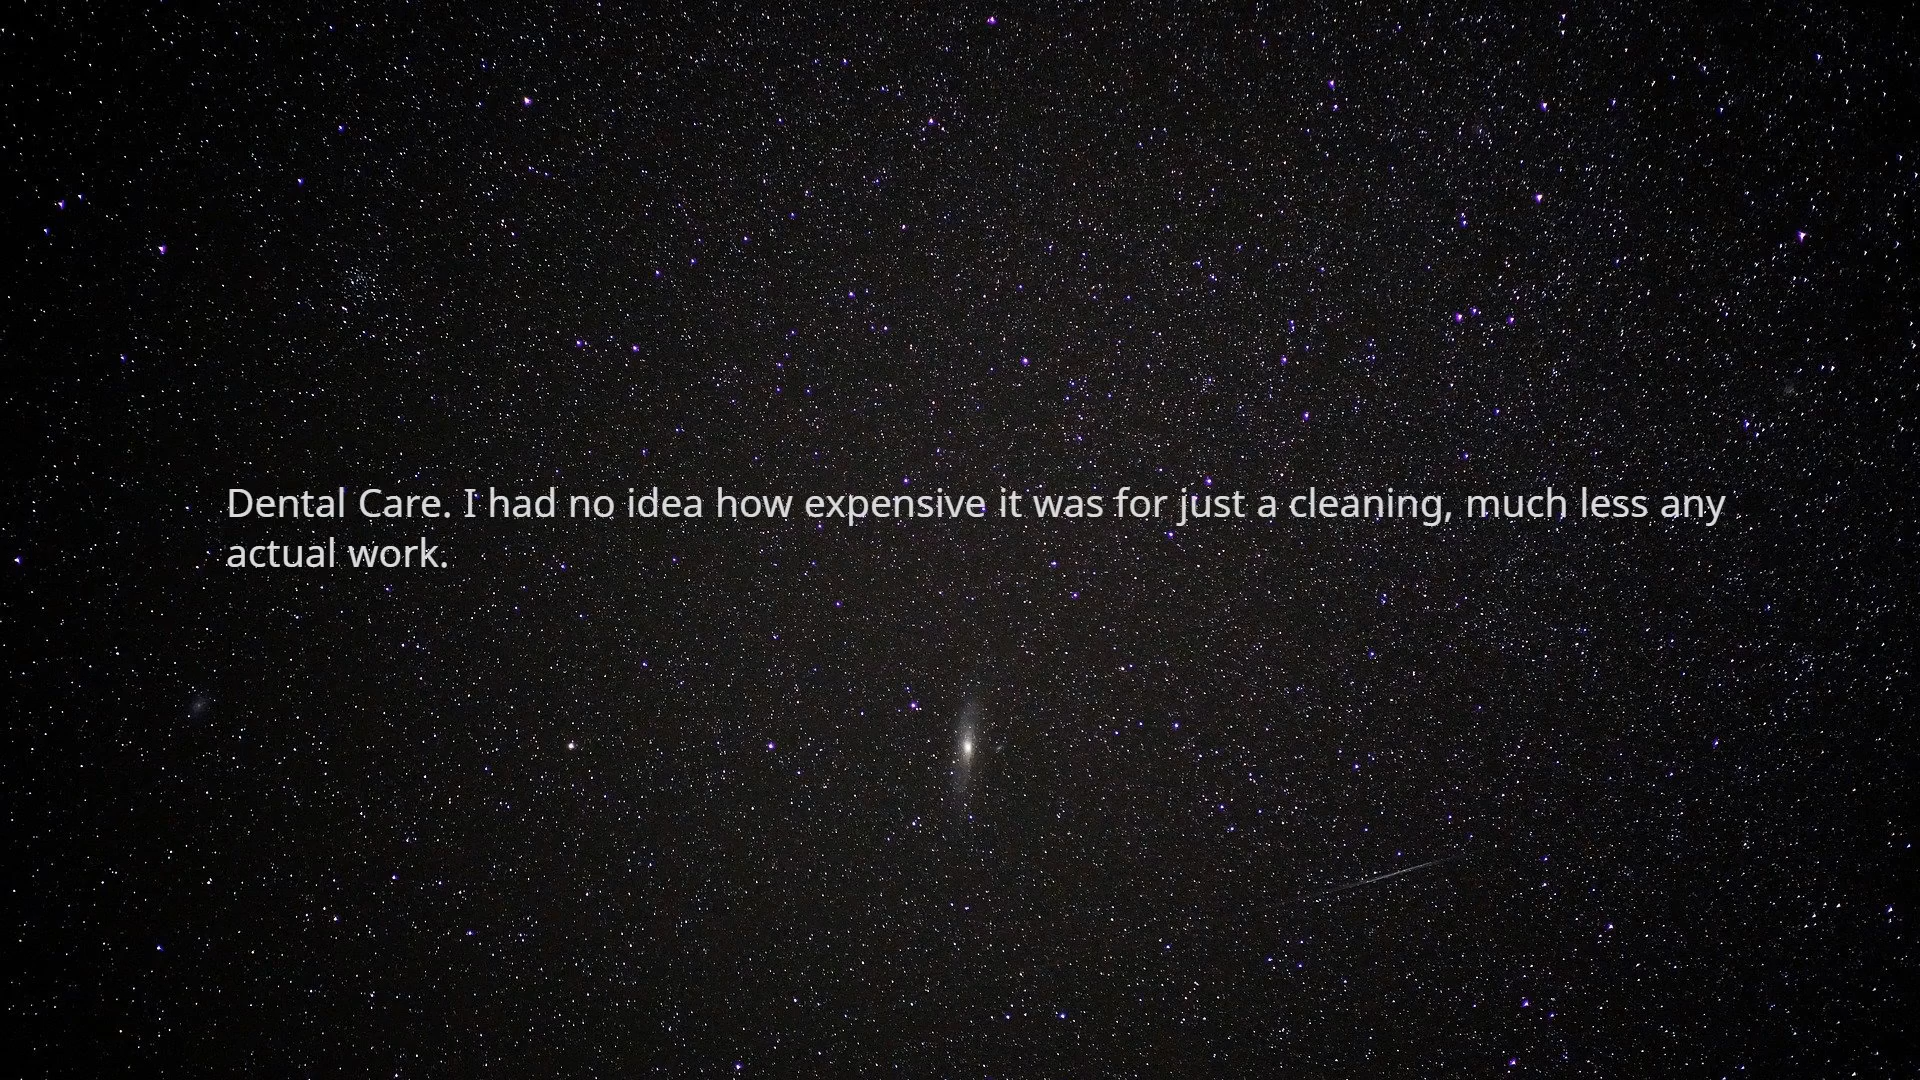 Dental Care. I had no idea how expensive it was for just a cleaning, much less any
actual work.